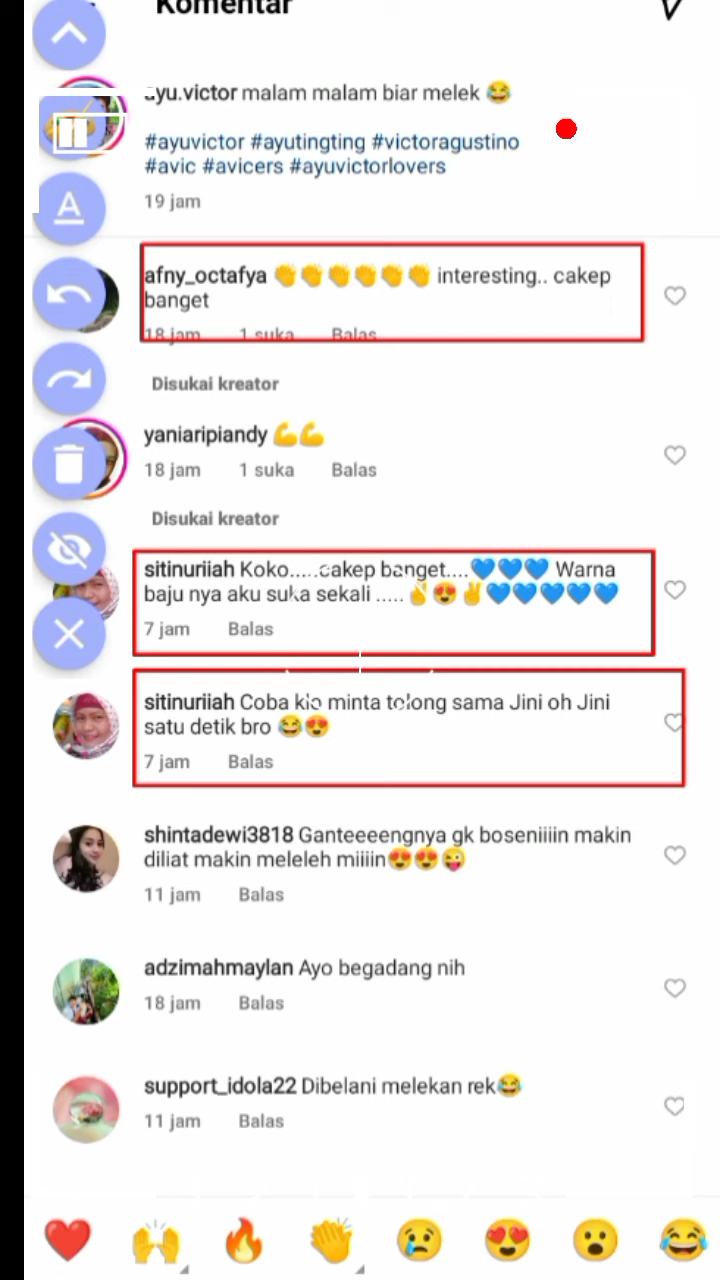 Komentar
ayu.victor malam malam biar melek 😂
#ayuvictor #ayutingting #victoragustino
#avic #avicers #ayuvictorlovers
19 jam
afny_octafya 👏👏👏👏👏👏 interesting.. cakep
banget
18 jam 1 suka Balas
Disukai kreator
yaniaripiandy 💪💪
18 jam 1 suka Balas
Disukai kreator
sitinuriiah Koko.....cakep banget....💙💙💙 Warna
baju nya aku suka sekali .....✌😍✌💙💙💙💙💙
7 jam Balas
sitinuriiah Coba kio minta tolong sama Jini oh Jini
satu detik bro 😂😍
7 jam Balas
shintadewi3818 Ganteeeengnya gk boseniiiin makin
diliat makin meleleh miiiin😍😍😜
11 jam Balas
adzimahmaylan Ayo begadang nih
18 jam Balas
support_idola22 Dibelani melekan rek😂
11 jam Balas